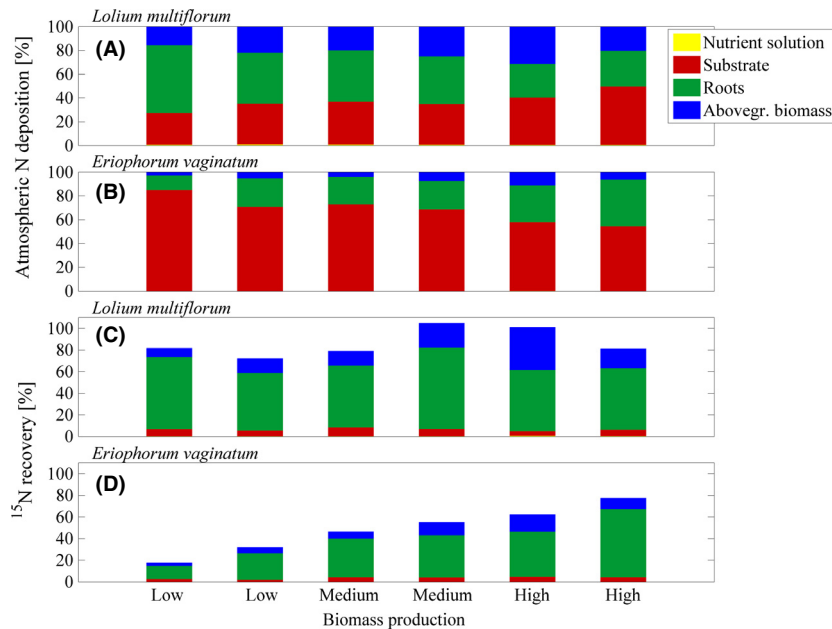 Lolium multiflorum
(A)
100
80
60
40
20
0
Nutrient solution
Substrate
Roots
Abovegr. biomass
Atmospheric N deposition [%]
Eriophorum vaginatum
(B)
100
80
60
40
20
0
Lolium multiflorum
(C)
100
80
60
40
20
0
15N recovery [%]
Eriophorum vaginatum
(D)
100
80
60
40
20
0
Low Low Medium Medium High High
Biomass production